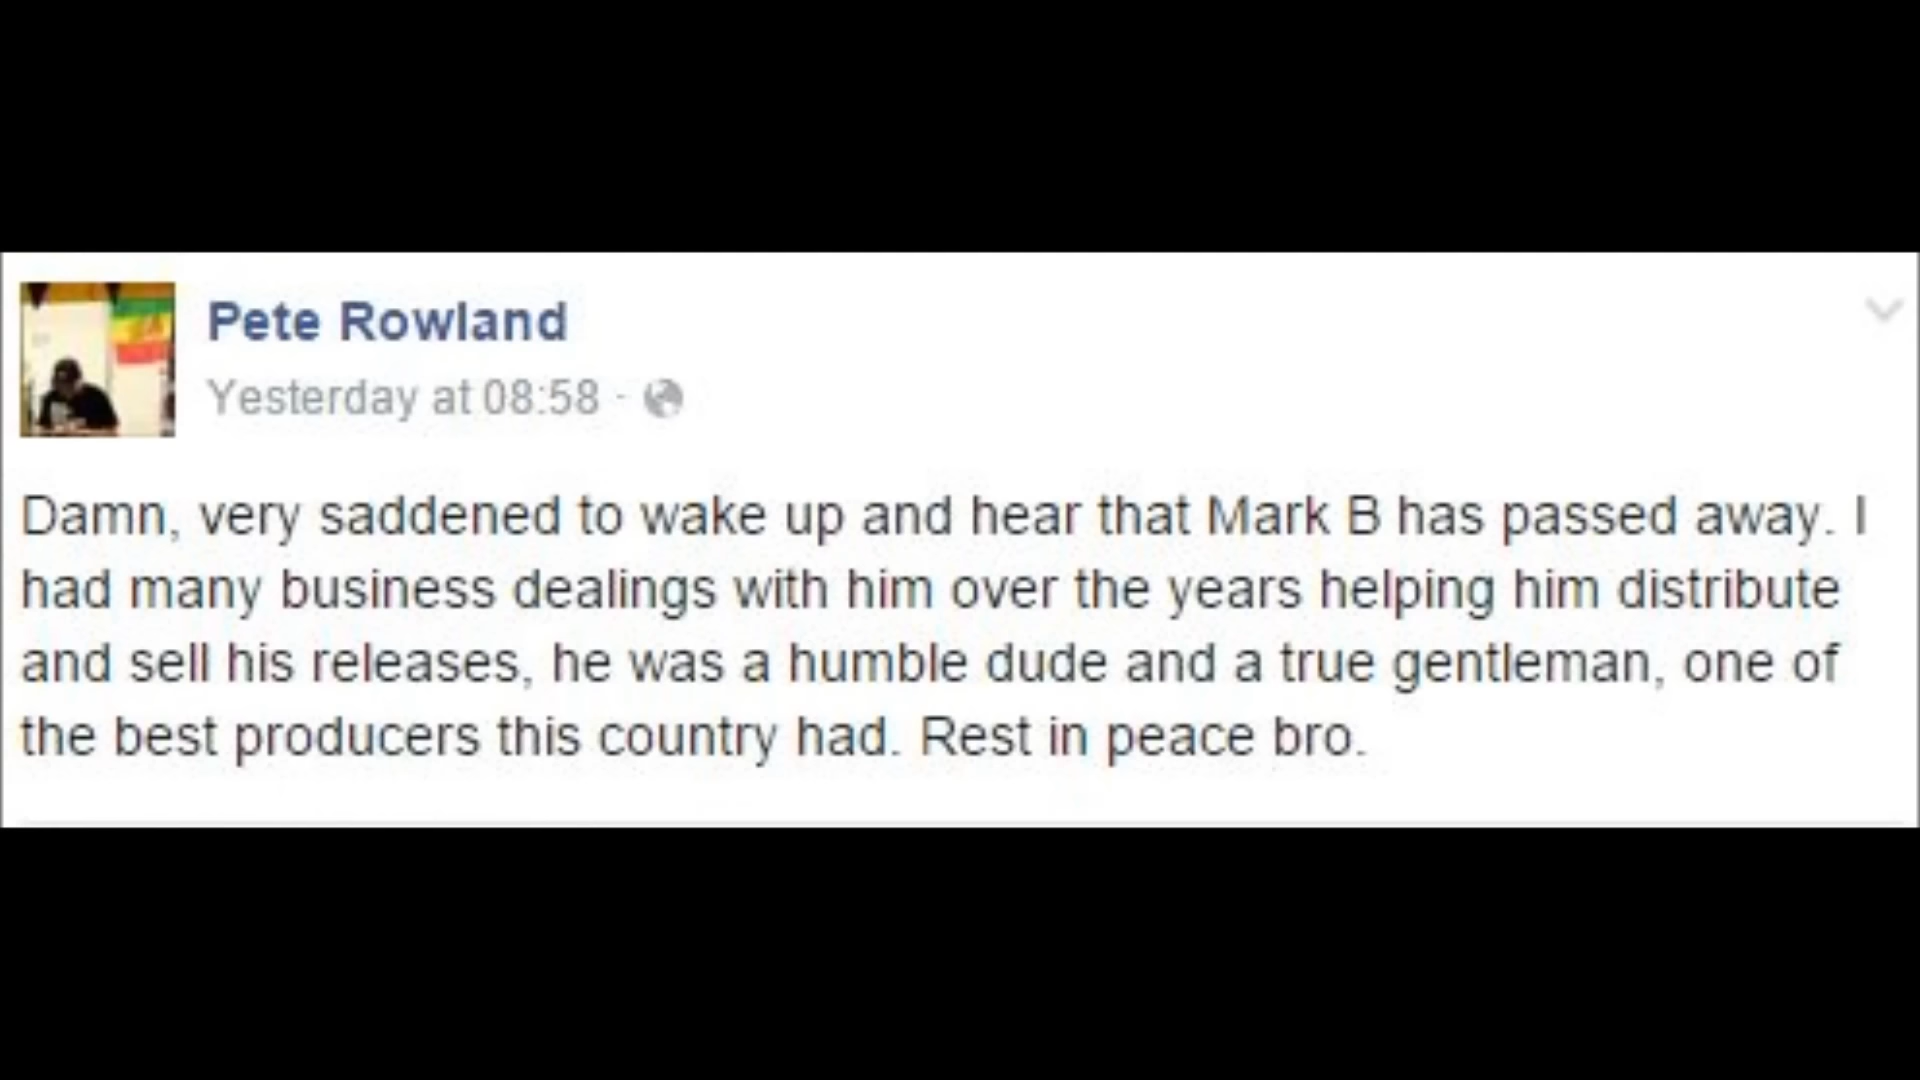 Pete Rowland
Yesterday at 08:58 ·
Damn, very saddened to wake up and hear that Mark B has passed away. I
had many business dealings with him over the years helping him distribute
and sell his releases, he was a humble dude and a true gentleman, one of
the best producers this country had. Rest in peace bro.